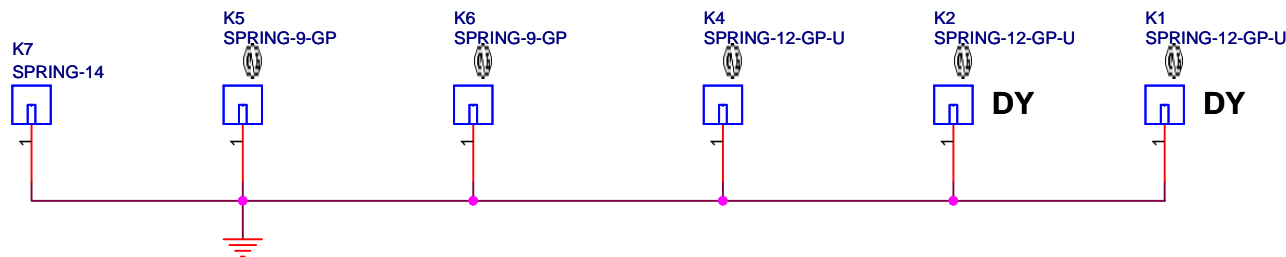 K7
SPRING-14
K5
SPRING-9-GP
K6
SPRING-9-GP
K4
SPRING-12-GP-U
K2
SPRING-12-GP-U
K1
SPRING-12-GP-U
DY
DY
1
1
1
1
1
1